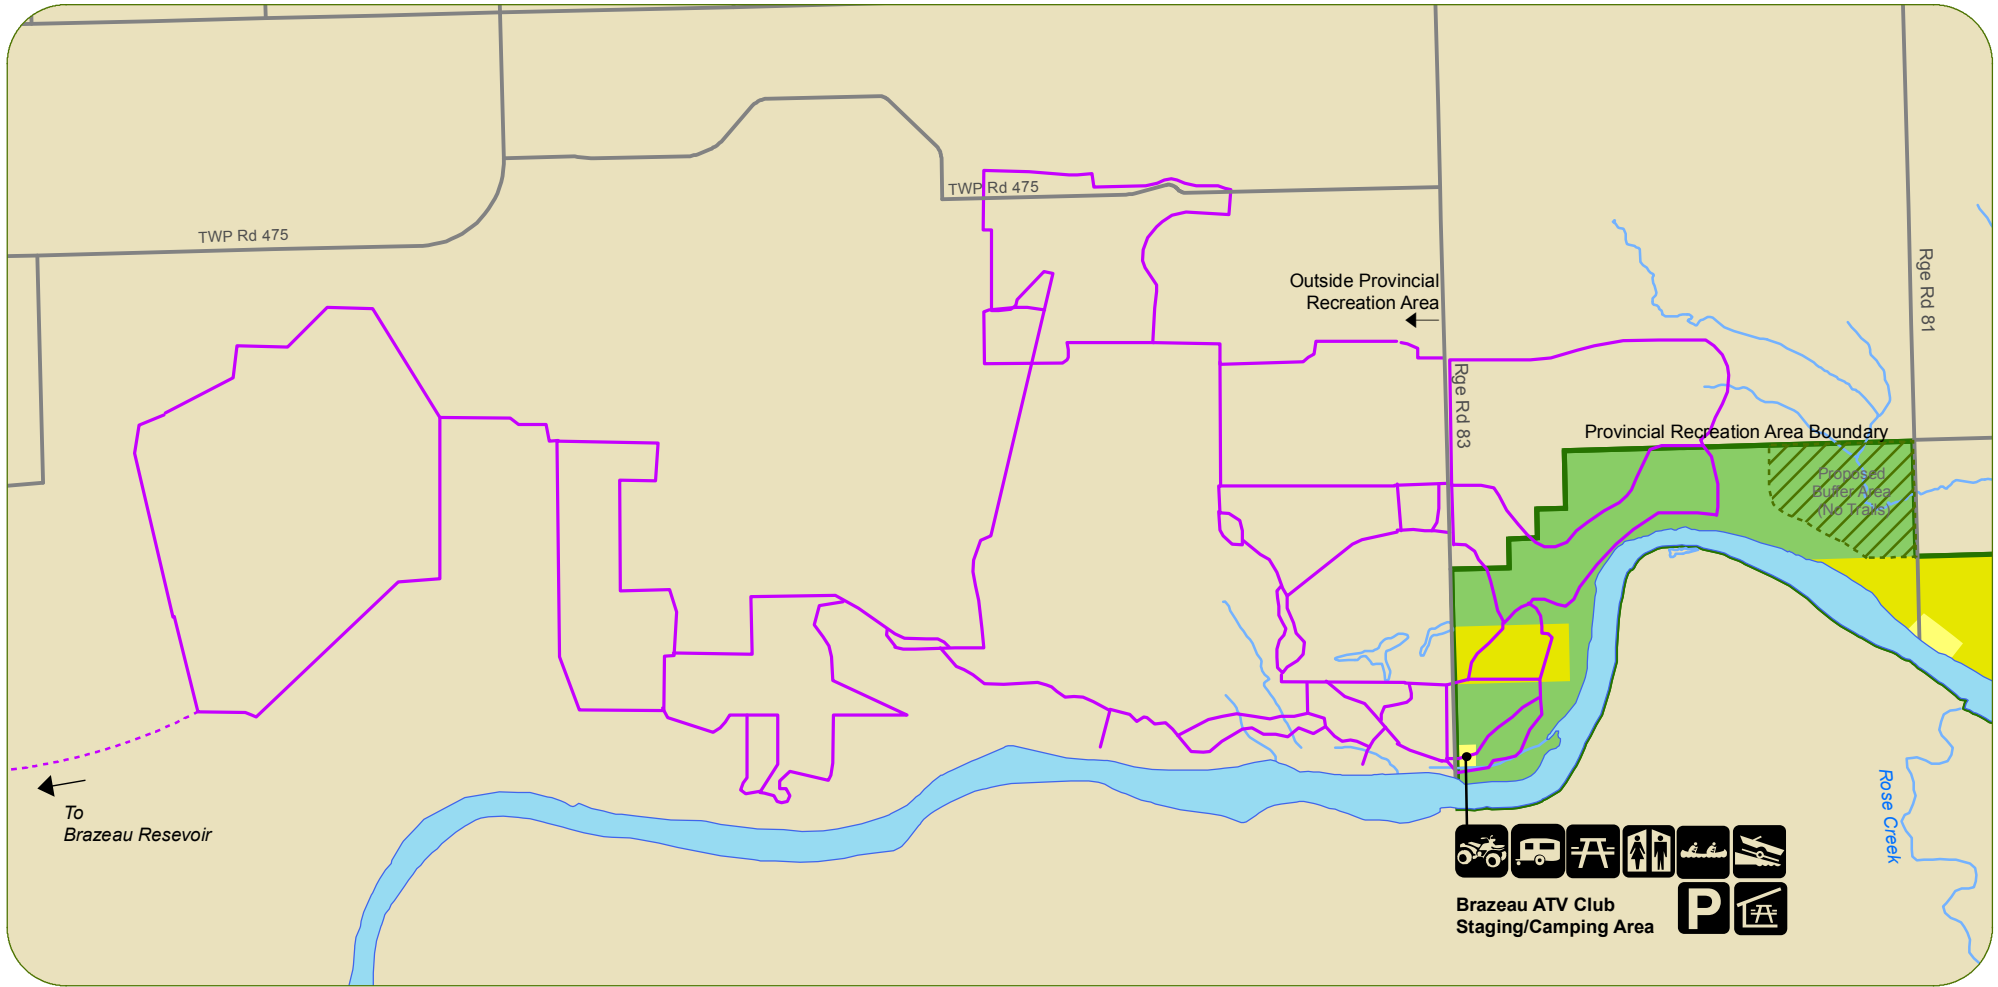 TWP Rd 475
TWP Rd 475
Outside Provincial
Recreation Area
Rge Rd 81
Rge Rd 83
Provincial Recreation Area Boundary
Proposed
Buffer Area
(No Trails)
To
Brazeau Resevoir
Rose Creek
P
Brazeau ATV Club
Staging/Camping Area